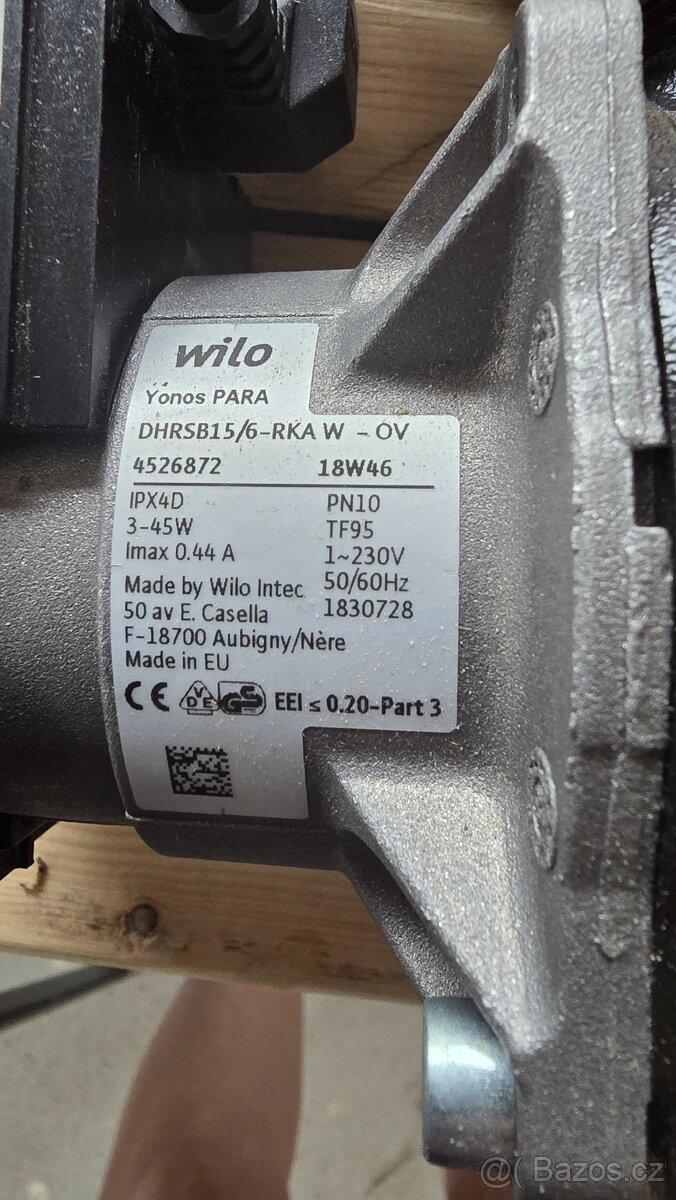 wilo
Yonos PARA
DHRSB15/6-RKA W - OV
4526872 18W46
IPX4D PN10
3-45W TF95
Imax 0.44 A 1~230V
Made by Wilo Intec 50/60Hz
50 av E. Casella 1830728
F-18700 Aubigny/Nère
Made in EU
CE VDE GS EEI ≤ 0.20-Part 3
@( Bazos.cz